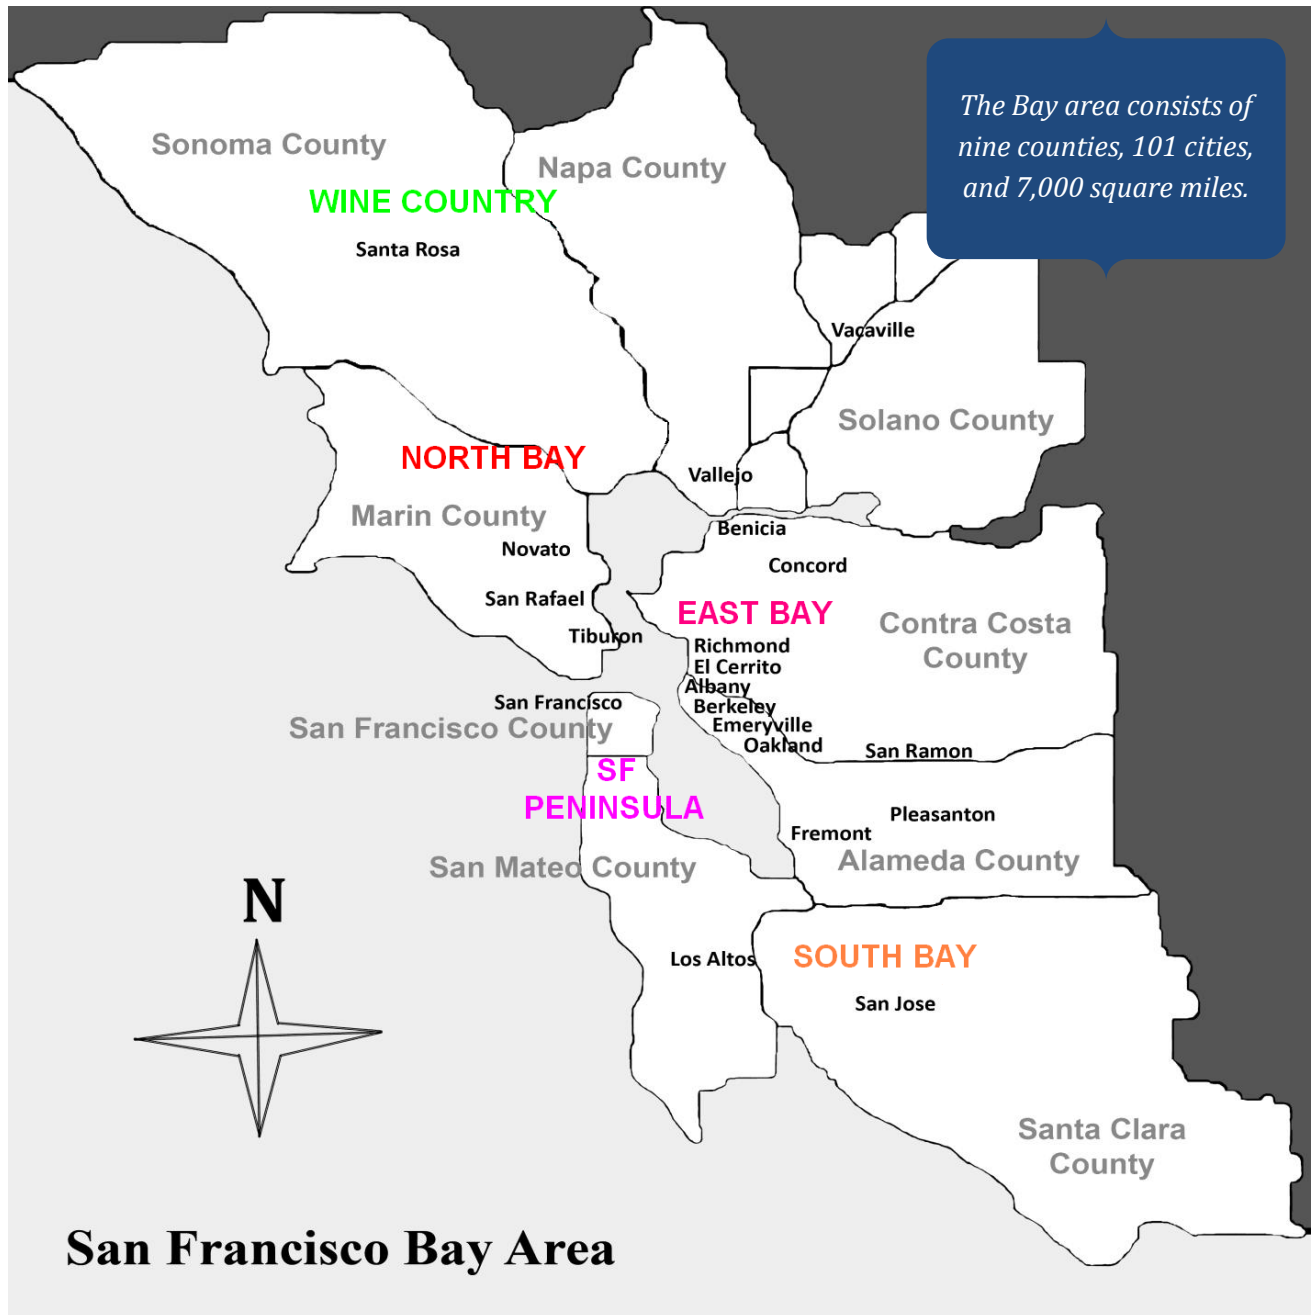 The Bay area consists of
nine counties, 101 cities,
and 7,000 square miles.
Sonoma County
Napa County
WINE COUNTRY
Santa Rosa
Vacaville
Solano County
NORTH BAY
Vallejo
Marin County
Benicia
Novato
Concord
San Rafael
EAST BAY
Contra Costa
County
Tiburon
Richmond
El Cerrito
Albany
San Francisco
Berkeley
San Francisco County
Emeryville
Oakland
San Ramon
SF
PENINSULA
Pleasanton
Fremont
San Mateo County
Alameda County
N
Los Altos
SOUTH BAY
San Jose
Santa Clara
County
San Francisco Bay Area